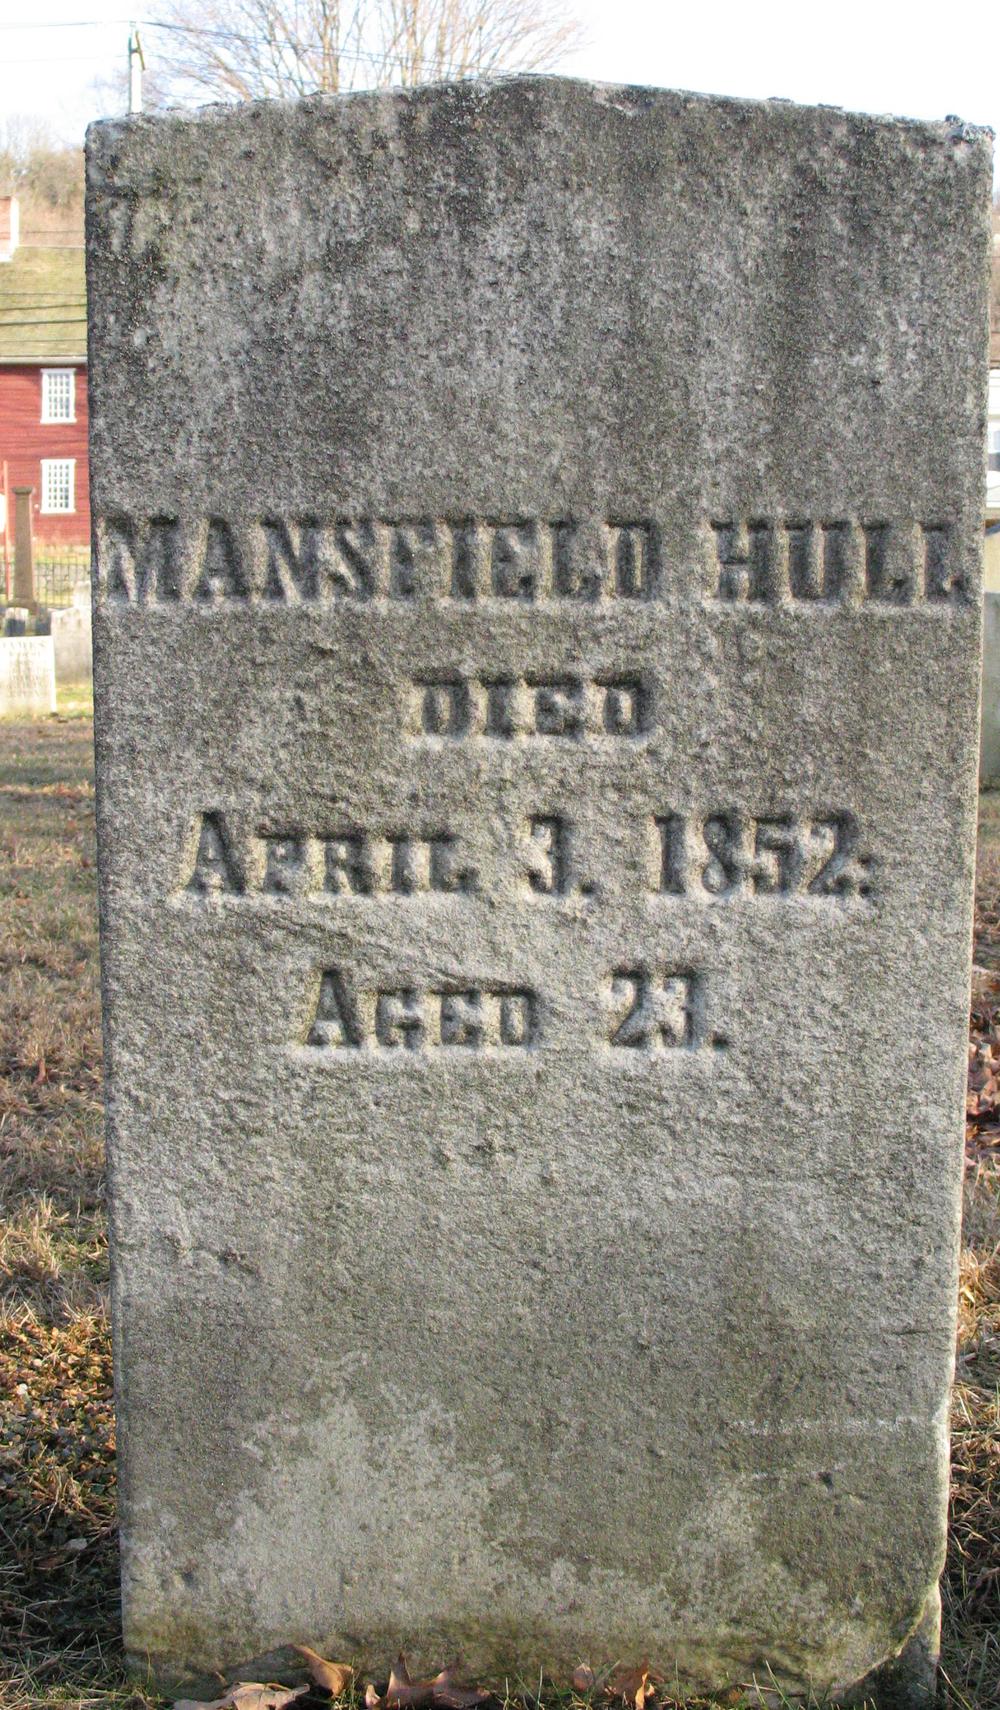 MANSFIELD HULL
DIED
APRIL 3. 1852.
AGED 23.